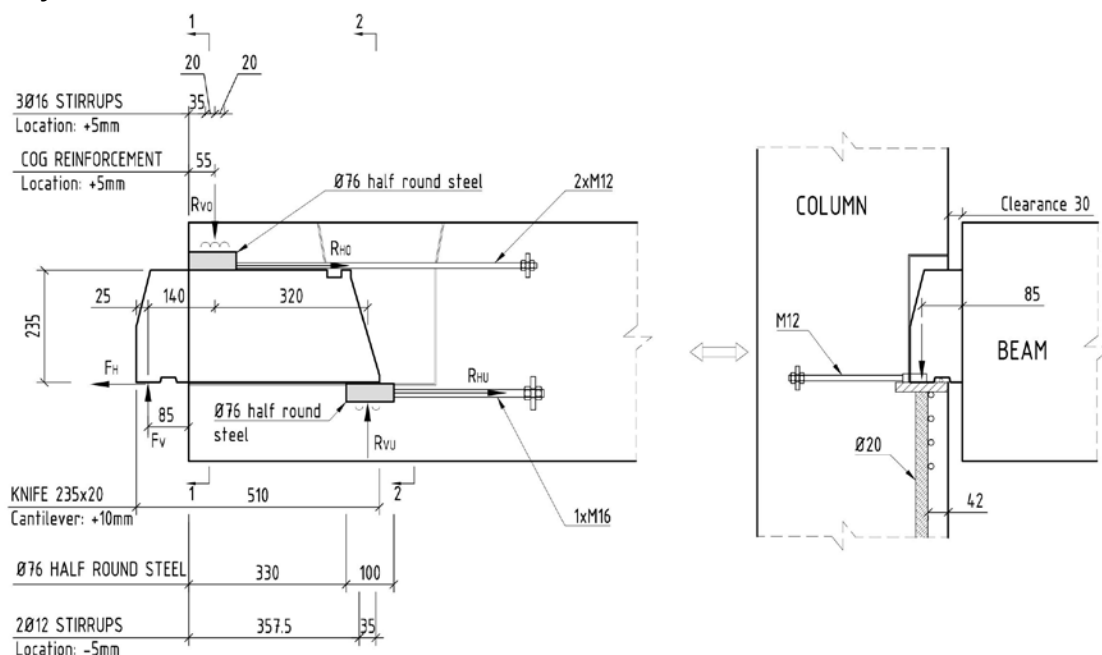 1
2
20
20
3Ø16 STIRRUPS
35
Location: +5mm
COG REINFORCEMENT
55
Location: +5mm
Ø76 half round steel
2xM12
RVO
RHO
COLUMN
Clearance 30
25
140
320
85
235
M12
BEAM
FH
RHU
85
Ø76 half round
steel
FV
RVU
Ø20
KNIFE 235x20
1
510
2
42
Cantilever: +10mm
1xM16
Ø76 HALF ROUND STEEL
330
100
2Ø12 STIRRUPS
357.5
35
Location: -5mm